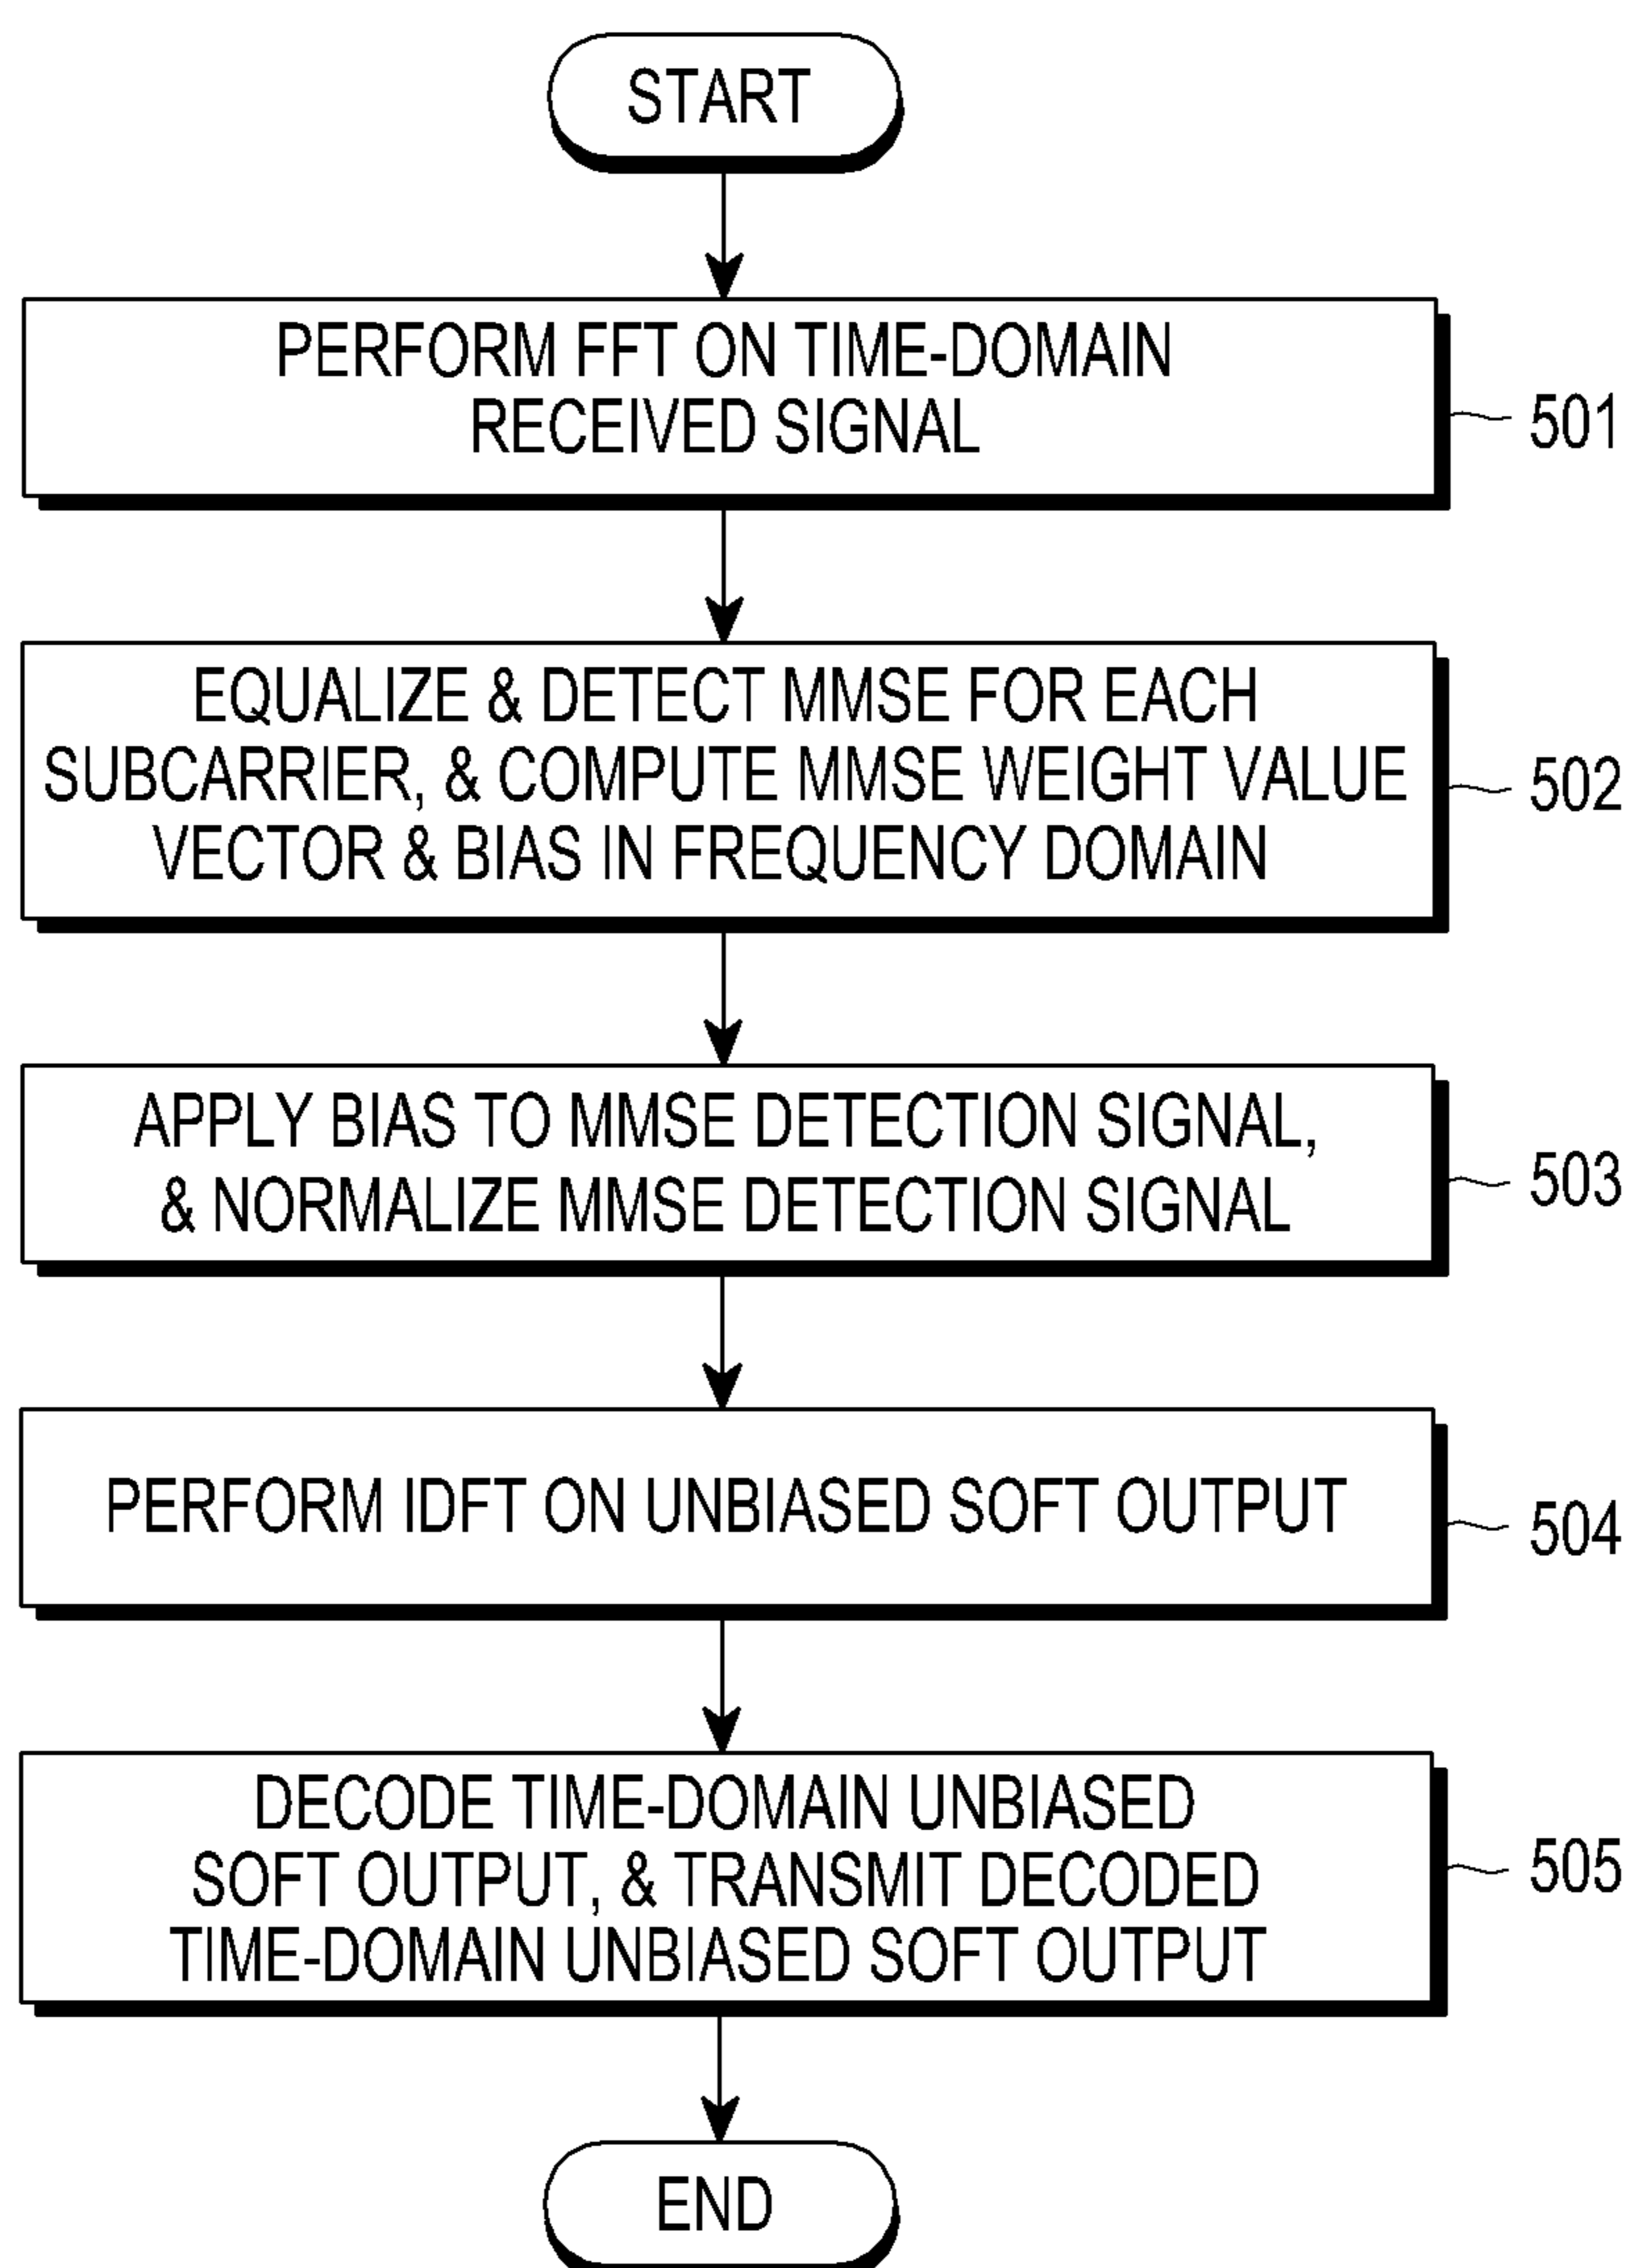 START
PERFORM FFT ON TIME-DOMAIN
RECEIVED SIGNAL
501
EQUALIZE & DETECT MMSE FOR EACH
SUBCARRIER, & COMPUTE MMSE WEIGHT VALUE
VECTOR & BIAS IN FREQUENCY DOMAIN
502
APPLY BIAS TO MMSE DETECTION SIGNAL,
& NORMALIZE MMSE DETECTION SIGNAL
503
PERFORM IDFT ON UNBIASED SOFT OUTPUT
504
DECODE TIME-DOMAIN UNBIASED
SOFT OUTPUT, & TRANSMIT DECODED
TIME-DOMAIN UNBIASED SOFT OUTPUT
505
END